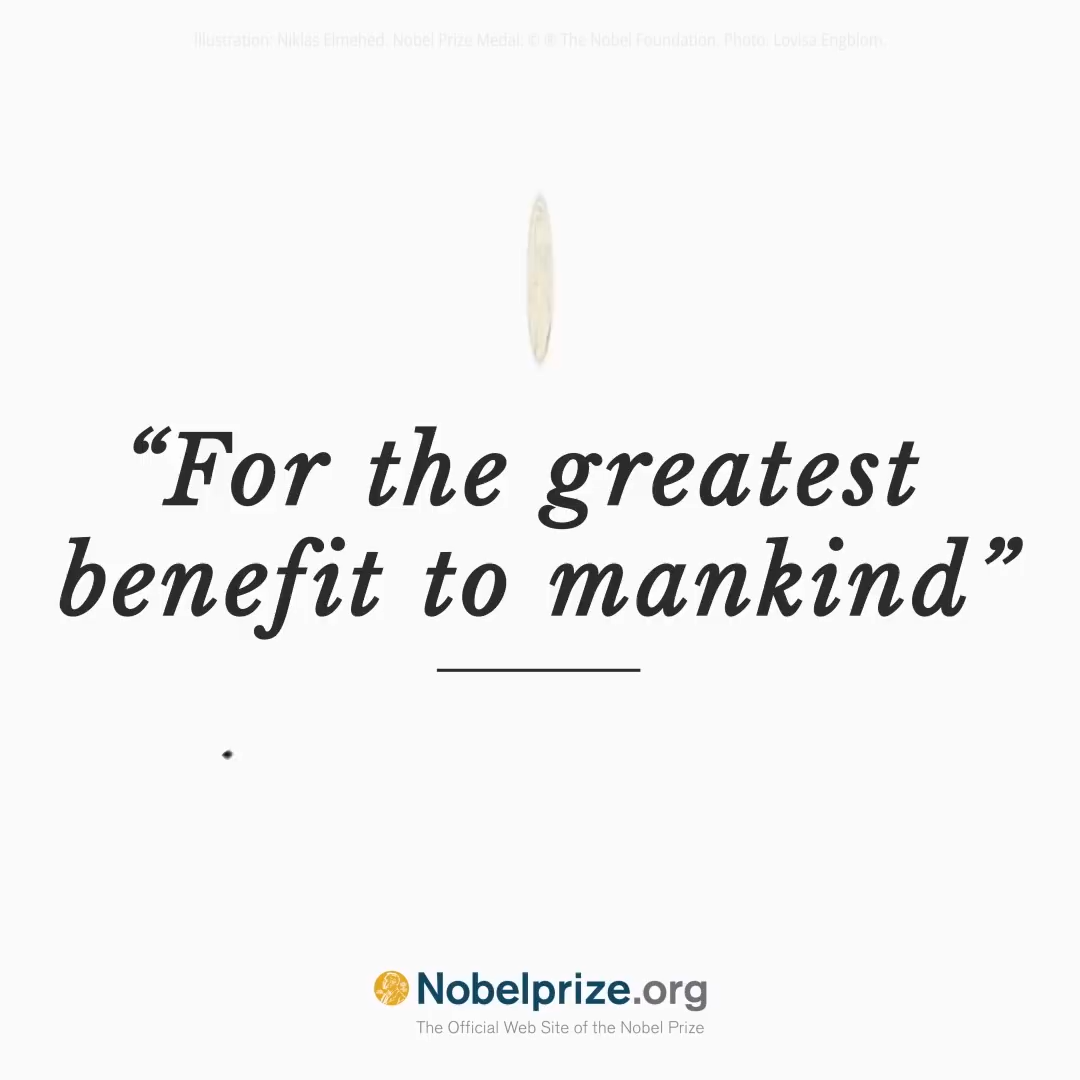 Illustration: Niklas Elmehed. Nobel Prize Medal: © ® The Nobel Foundation. Photo: Lovisa Engblom.
“For the greatest
benefit to mankind”
Nobelprize.org
The Official Web Site of the Nobel Prize